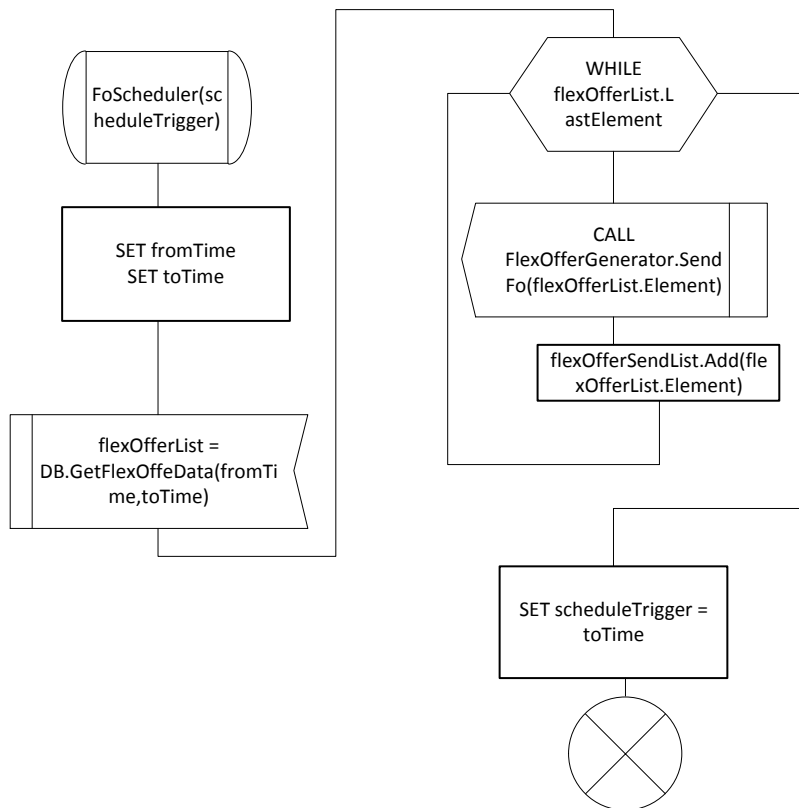 FoScheduler(sc
heduleTrigger)
SET fromTime
SET toTime
flexOfferList =
DB.GetFlexOffeData(fromTi
me,toTime)
WHILE
flexOfferList.L
astElement
CALL
FlexOfferGenerator.Send
Fo(flexOfferList.Element)
flexOfferSendList.Add(fle
xOfferList.Element)
SET scheduleTrigger =
toTime